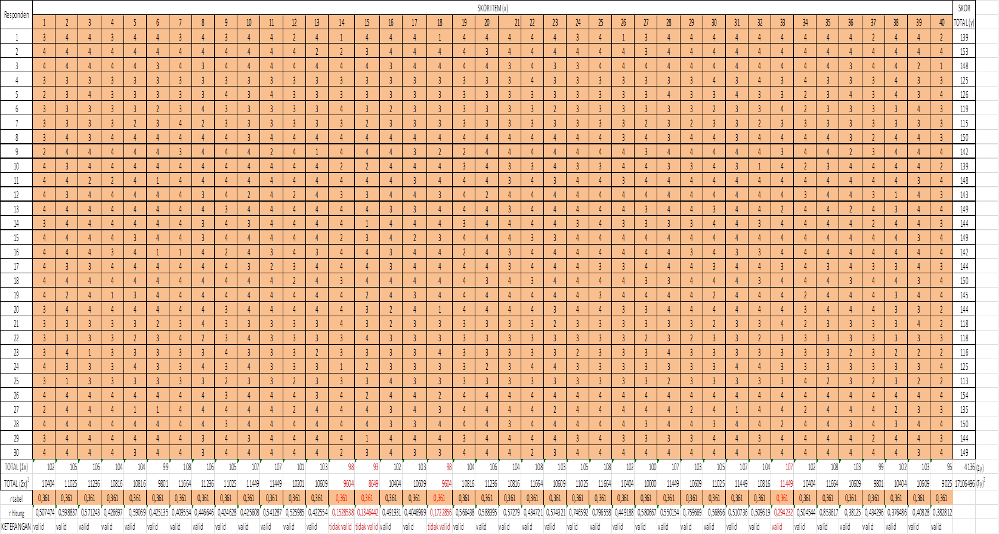 Responden SKOR ITEM (x) SKOR TOTAL (y)
1 2 3 4 5 6 7 8 9 10 11 12 13 14 15 16 17 18 19 20 21 22 23 24 25 26 27 28 29 30 31 32 33 34 35 36 37 38 39 40
1 3 4 4 3 4 4 3 4 3 4 4 2 4 1 4 4 4 1 4 4 4 4 4 3 4 1 3 4 4 4 4 4 4 4 4 4 2 4 4 2 139
2 4 4 4 4 4 4 4 4 4 4 4 4 2 2 3 4 4 4 4 3 4 4 4 4 4 4 3 4 4 4 4 4 4 4 4 4 4 4 4 4 153
3 4 4 4 4 4 3 4 3 4 4 4 4 4 4 4 3 4 4 4 4 3 4 3 3 4 4 4 4 4 4 4 4 4 4 4 3 4 4 2 1 148
4 3 3 3 3 3 3 3 3 3 3 3 3 3 3 3 3 3 3 3 3 3 4 3 3 3 3 3 3 3 4 3 4 3 4 3 3 3 4 3 3 125
5 2 3 4 3 3 3 3 3 4 3 4 3 3 3 3 3 3 3 3 3 3 3 3 3 3 3 3 4 3 3 4 3 3 2 3 4 3 4 3 4 126
6 3 3 3 3 3 2 3 4 3 3 3 3 3 4 3 2 3 3 3 3 3 3 2 3 3 3 3 3 3 2 3 3 4 2 3 3 3 3 4 3 119
7 3 3 3 3 2 3 4 2 3 3 3 3 3 3 2 3 3 3 3 3 3 3 3 3 3 3 2 3 2 3 3 2 3 3 3 3 3 3 3 3 115
8 3 4 3 4 4 4 4 4 4 3 4 4 4 4 4 4 4 4 4 4 4 4 4 4 4 3 4 3 4 4 3 4 4 4 4 3 2 4 4 3 150
9 2 4 4 4 4 4 3 4 4 4 2 4 1 4 4 4 3 2 2 4 4 4 4 4 4 4 3 4 4 4 4 4 3 4 4 2 3 4 4 4 142
10 4 3 4 4 4 4 4 4 4 4 4 4 4 2 2 4 4 4 3 4 3 3 4 3 3 4 4 3 3 4 3 1 4 2 3 4 4 4 4 2 139
11 4 4 2 2 4 1 4 4 4 4 4 4 4 4 4 4 3 4 4 4 3 4 3 4 4 3 4 4 4 4 4 4 4 4 4 4 4 4 3 4 148
12 4 3 4 4 4 4 4 3 4 2 4 2 4 3 3 4 4 3 4 2 4 4 4 4 4 4 4 4 4 4 4 4 4 3 4 4 3 1 4 3 143
13 4 4 4 4 4 4 4 4 3 4 4 4 4 4 4 3 3 4 4 4 3 4 4 4 4 4 3 4 4 3 4 4 2 4 4 2 4 3 4 4 149
14 3 4 4 4 4 4 4 3 4 3 4 4 4 4 1 4 4 4 3 4 4 4 4 3 4 3 3 3 3 4 4 3 4 4 4 4 2 4 4 3 144
15 4 4 4 4 3 4 4 3 4 4 4 4 4 2 3 4 2 3 4 4 4 3 3 4 4 4 4 4 4 4 4 4 4 4 4 4 4 4 3 4 149
16 4 4 4 3 4 1 1 4 2 4 3 4 3 4 4 3 4 4 2 4 3 4 4 4 4 4 4 4 3 4 3 3 4 4 4 4 4 4 4 4 142
17 4 3 3 4 4 4 4 4 4 3 2 3 4 4 4 3 4 4 4 4 3 4 4 4 3 3 4 4 3 4 4 4 3 4 3 4 3 3 3 4 144
18 4 4 4 4 4 4 4 4 4 4 4 2 4 3 4 4 4 4 4 3 4 3 4 4 4 4 3 3 4 4 4 3 4 4 4 3 4 4 3 4 150
19 4 2 4 1 3 4 4 4 4 4 4 4 4 4 2 4 3 4 4 4 4 4 4 4 3 4 4 4 4 2 4 4 4 2 4 4 4 3 4 4 145
20 3 4 4 4 4 4 4 4 3 4 4 4 4 4 3 2 4 1 4 4 4 4 3 4 4 3 3 4 4 4 4 4 4 3 4 4 4 3 3 2 144
21 3 3 3 3 3 2 3 4 3 3 3 3 3 4 3 2 3 3 3 3 3 3 2 3 3 3 3 3 3 2 3 3 4 2 3 3 3 3 4 2 118
22 3 3 3 3 2 3 4 2 3 4 3 3 3 3 4 3 3 3 3 3 3 3 3 3 3 3 2 3 2 3 3 2 3 3 3 3 3 3 3 3 118
23 3 4 1 3 3 3 3 3 4 3 3 3 2 3 3 3 3 4 3 3 3 3 3 2 3 3 3 4 3 3 3 3 3 3 3 2 3 2 2 2 116
24 4 3 3 3 4 3 3 4 3 4 3 3 3 1 2 3 3 3 3 2 3 4 4 3 3 3 3 3 3 3 4 4 3 3 3 3 3 3 3 4 125
25 3 1 3 3 3 3 3 3 2 3 3 2 3 3 3 4 3 3 3 3 3 3 3 3 3 3 3 2 3 3 3 3 3 4 2 3 2 3 2 2 113
26 4 4 4 4 4 4 4 4 3 4 4 4 3 4 2 4 4 2 4 4 4 4 4 4 4 4 4 4 4 4 4 4 4 4 4 4 4 4 4 4 154
27 2 4 4 4 1 1 4 4 4 4 4 2 4 4 4 3 4 3 4 4 4 4 2 4 4 4 4 4 2 4 1 4 4 2 4 4 4 2 3 3 135
28 4 4 4 4 4 4 4 4 3 4 4 4 4 4 4 3 3 4 4 4 3 4 4 4 4 4 3 4 4 3 4 4 2 4 4 3 4 3 4 4 150
29 3 4 4 4 4 4 4 3 4 3 4 4 4 4 1 4 4 4 3 4 4 4 4 3 4 3 3 3 3 4 4 3 4 4 4 4 2 4 4 3 144
30 4 4 4 4 3 4 4 3 4 4 4 4 4 2 3 4 3 3 4 4 4 2 3 4 4 4 4 4 4 4 4 4 4 4 4 4 4 4 3 4 149
TOTAL (Σx) 102 105 106 104 104 99 108 106 105 107 107 101 103 98 93 102 103 98 104 106 104 108 103 105 108 102 100 107 103 105 107 104 107 102 108 103 99 102 103 95 4136 (Σy)
TOTAL (Σx)² 10404 11025 11236 10816 10816 9801 11664 11236 11025 11449 11449 10201 10609 9604 8649 10404 10609 9604 10816 11236 10816 11664 10609 11025 11664 10404 10000 11449 10609 11025 11449 10816 11449 10404 11664 10609 9801 10404 10609 9025 17106496 (Σy)²
r tabel 0,361 0,361 0,361 0,361 0,361 0,361 0,361 0,361 0,361 0,361 0,361 0,361 0,361 0,361 0,361 0,361 0,361 0,361 0,361 0,361 0,361 0,361 0,361 0,361 0,361 0,361 0,361 0,361 0,361 0,361 0,361 0,361 0,361 0,361 0,361 0,361 0,361 0,361 0,361 0,361
r hitung 0,507474 0,598837 0,571243 0,426697 0,59069 0,425135 0,409554 0,446646 0,424628 0,425608 0,541287 0,525985 0,422554 0,1528538 0,1346442 0,491931 0,4046969 0,1722856 0,566438 0,588395 0,57279 0,434721 0,574321 0,746592 0,796558 0,449188 0,580667 0,550154 0,759669 0,56866 0,510736 0,509619 0,294232 0,504544 0,853617 0,38125 0,434296 0,376486 0,40828 0,382812
KETERANGAN valid valid valid valid valid valid valid valid valid valid valid valid valid tidak valid tidak valid valid valid tidak valid valid valid valid valid valid valid valid valid valid valid valid valid valid valid valid valid valid valid valid valid valid valid